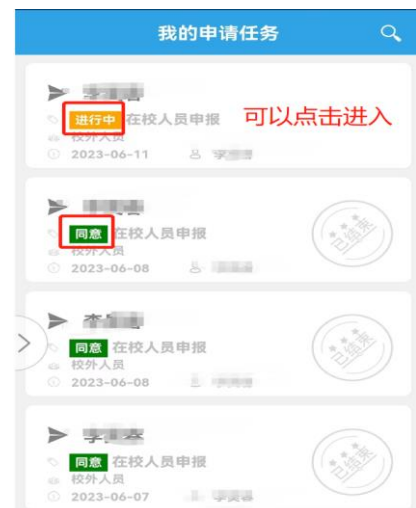 我的申请任务
进行中 在校人员申报 可以点击进入
校外人员
2023-06-11
同意 在校人员申报
校外人员
2023-06-08
已结束
同意 在校人员申报
校外人员
2023-06-08
已结束
同意 在校人员申报
校外人员
2023-06-07
已结束